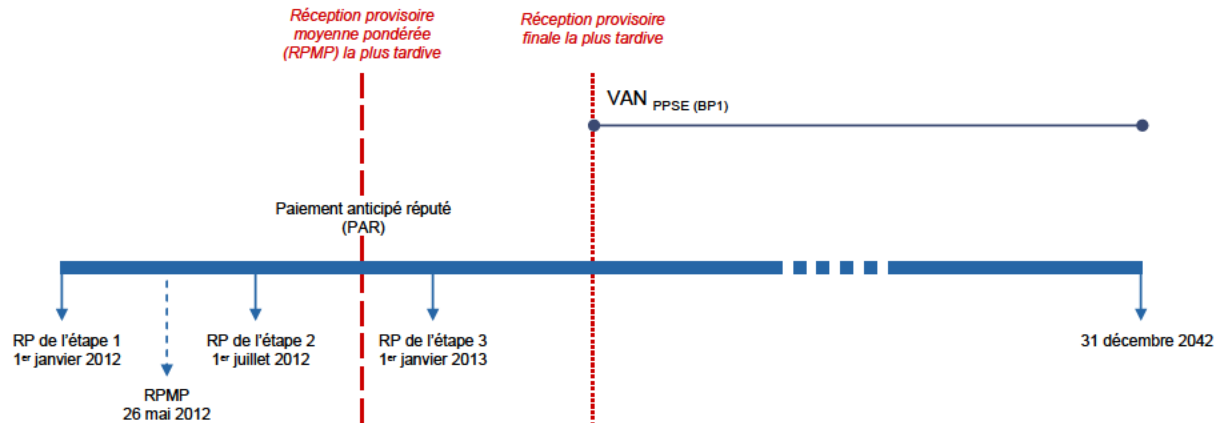 Réception provisoire
moyenne pondérée
(RPMP) la plus tardive
Réception provisoire
finale la plus tardive
VAN PPSE (BP1)
Paiement anticipé réputé
(PAR)
RP de l'étape 1
1er janvier 2012
RPMP
26 mai 2012
RP de l'étape 2
1er juillet 2012
RP de l'étape 3
1er janvier 2013
31 décembre 2042